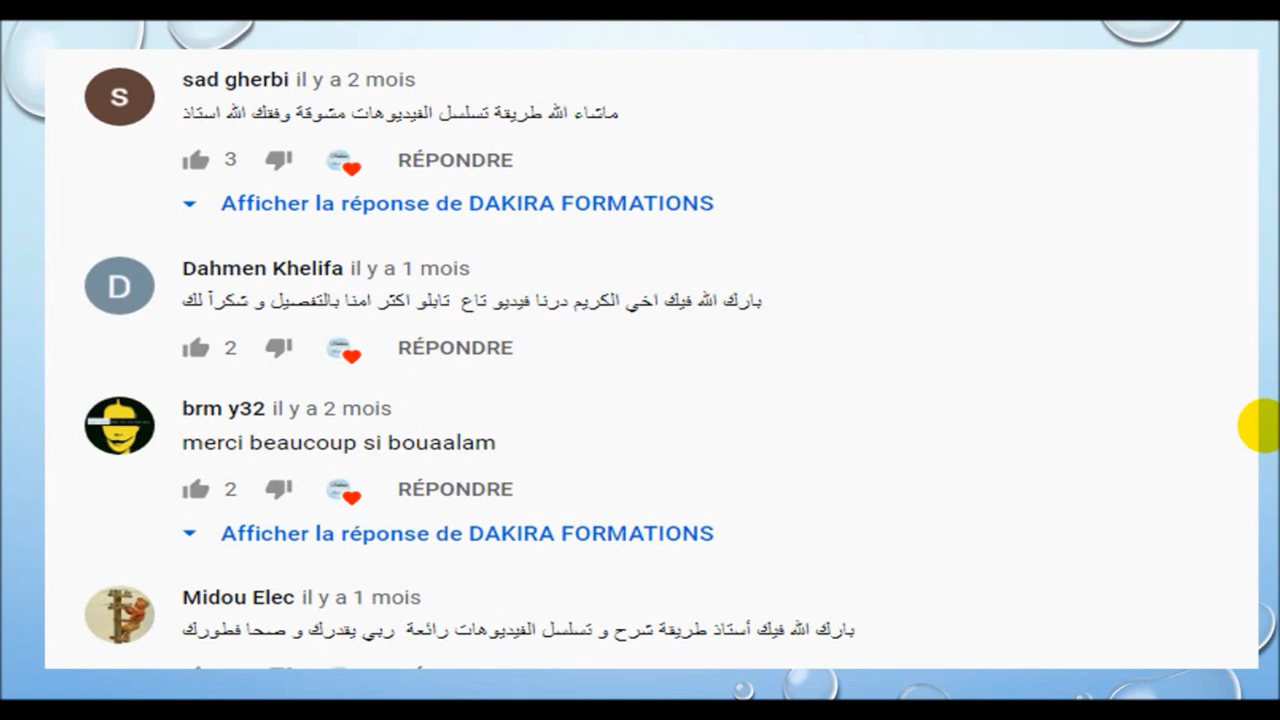 S
sad gherbi il y a 2 mois
ماشاء الله طريقة تسلسل الفيديوهات مشوقة وفقك الله استاذ
3 RÉPONDRE
Afficher la réponse de DAKIRA FORMATIONS
D
Dahmen Khelifa il y a 1 mois
بارك الله فيك اخي الكريم درنا فيديو تاع تابلو اكثر امنا بالتفصيل و شكراً لك
2 RÉPONDRE
brm y32 il y a 2 mois
merci beaucoup si bouaalam
2 RÉPONDRE
Afficher la réponse de DAKIRA FORMATIONS
Midou Elec il y a 1 mois
بارك الله فيك أستاذ طريقة شرح و تسلسل الفيديوهات رائعة ربي يقدرك و صحا فطورك